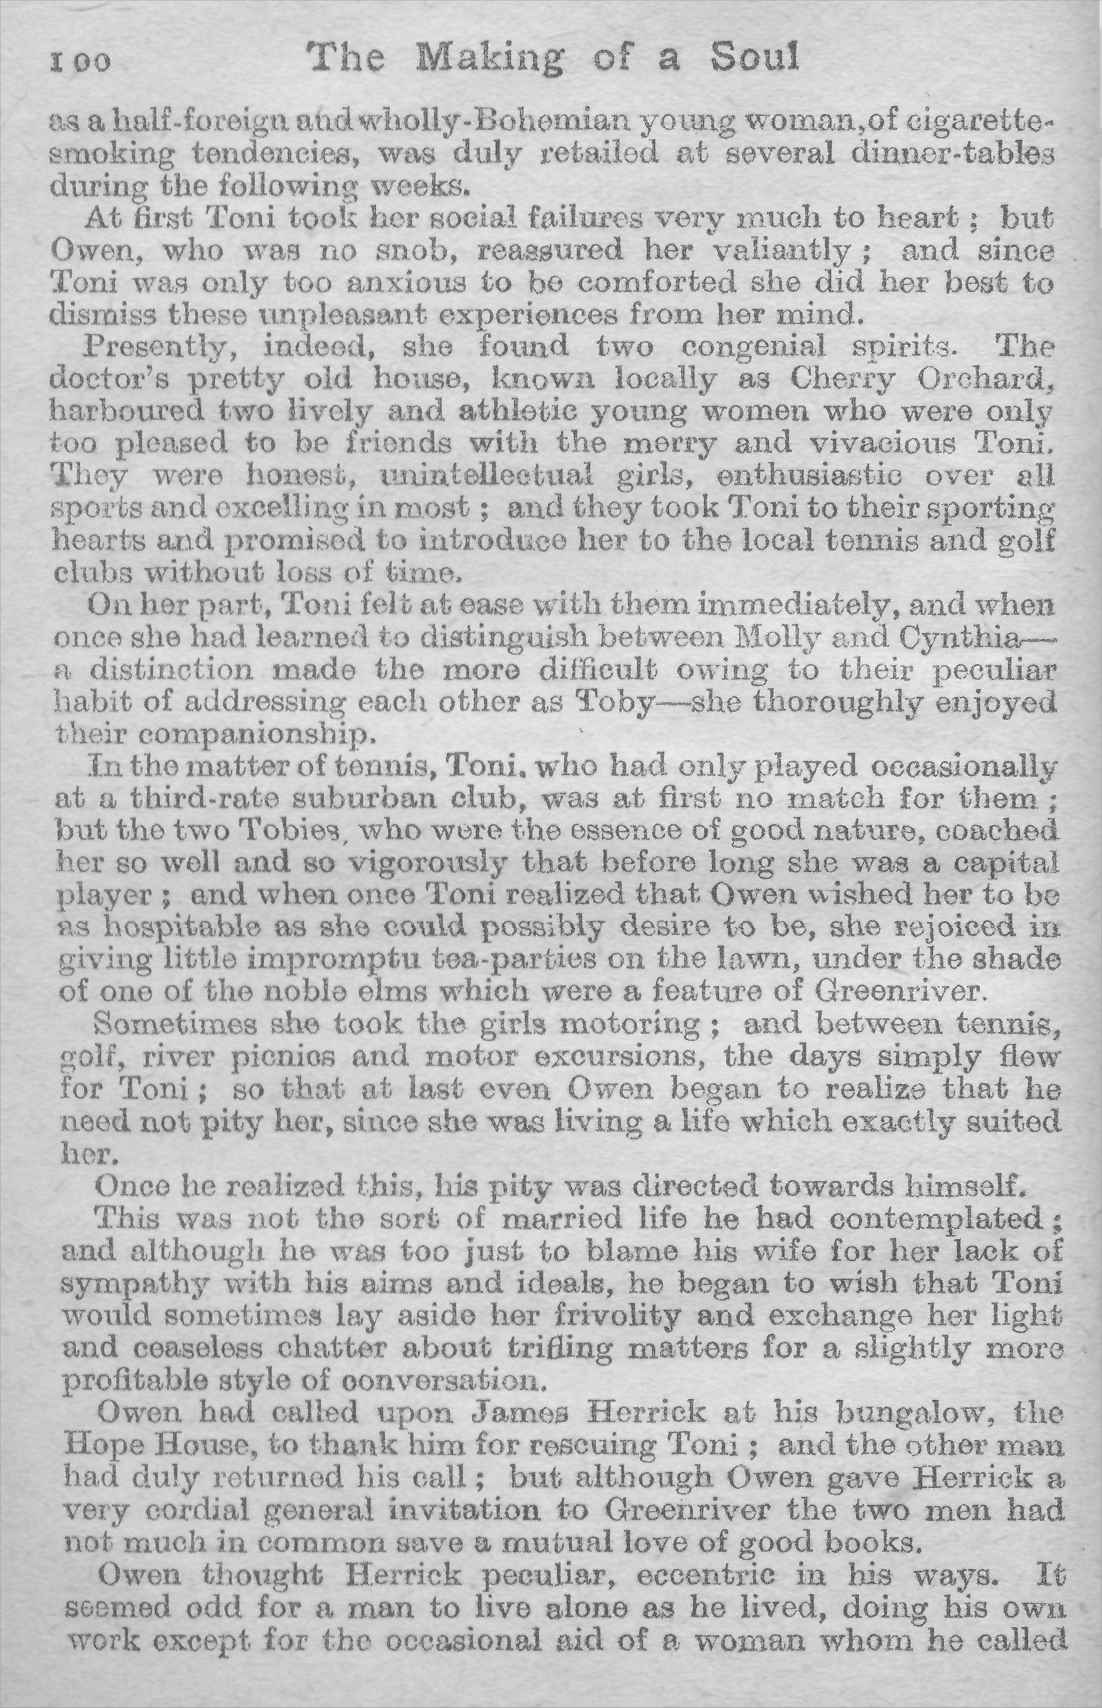 100 The Making of a Soul
as a half-foreign and wholly-Bohemian young woman, of cigarette-
smoking tendencies, was duly retailed at several dinner-tables
during the following weeks.
At first Toni took her social failures very much to heart ; but
Owen, who was no snob, reassured her valiantly ; and since
Toni was only too anxious to be comforted she did her best to
dismiss these unpleasant experiences from her mind.
Presently, indeed, she found two congenial spirits. The
doctor's pretty old house, known locally as Cherry Orchard,
harboured two lively and athletic young women who were only
too pleased to be friends with the merry and vivacious Toni.
They were honest, unintellectual girls, enthusiastic over all
sports and excelling in most ; and they took Toni to their sporting
hearts and promised to introduce her to the local tennis and golf
clubs without loss of time.
On her part, Toni felt at ease with them immediately, and when
once she had learned to distinguish between Molly and Cynthia—
a distinction made the more difficult owing to their peculiar
habit of addressing each other as Toby—she thoroughly enjoyed
their companionship.
In the matter of tennis, Toni, who had only played occasionally
at a third-rate suburban club, was at first no match for them ;
but the two Tobies, who were the essence of good nature, coached
her so well and so vigorously that before long she was a capital
player ; and when once Toni realized that Owen wished her to be
as hospitable as she could possibly desire to be, she rejoiced in
giving little impromptu tea-parties on the lawn, under the shade
of one of the noble elms which were a feature of Greenriver.
Sometimes she took the girls motoring ; and between tennis,
golf, river picnics and motor excursions, the days simply flew
for Toni ; so that at last even Owen began to realize that he
need not pity her, since she was living a life which exactly suited
her.
Once he realized this, his pity was directed towards himself.
This was not the sort of married life he had contemplated ;
and although he was too just to blame his wife for her lack of
sympathy with his aims and ideals, he began to wish that Toni
would sometimes lay aside her frivolity and exchange her light
and ceaseless chatter about trifling matters for a slightly more
profitable style of conversation.
Owen had called upon James Herrick at his bungalow, the
Hope House, to thank him for rescuing Toni ; and the other man
had duly returned his call ; but although Owen gave Herrick a
very cordial general invitation to Greenriver the two men had
not much in common save a mutual love of good books.
Owen thought Herrick peculiar, eccentric in his ways. It
seemed odd for a man to live alone as he lived, doing his own
work except for the occasional aid of a woman whom he called